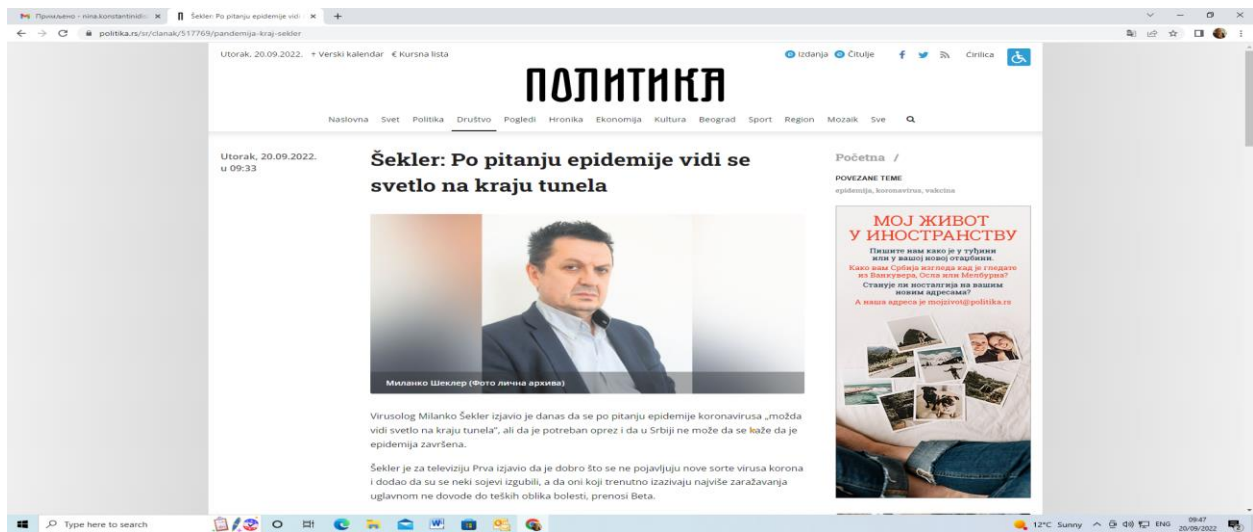 Примљено - nina.konstantinidis
Šekler: Po pitanju epidemije vidi
politika.rs/sr/clanak/517769/pandemija-kraj-sekler
Utorak, 20.09.2022. + Verski kalendar € Kursna lista
Izdanja Čitulje Ćirilica
ПОЛИТИКА
Naslovna Svet Politika Društvo Pogledi Hronika Ekonomija Kultura Beograd Sport Region Mozaik Sve
Utorak, 20.09.2022.
u 09:33
Šekler: Po pitanju epidemije vidi se
svetlo na kraju tunela
Миланко Шеклер (Фото лична архива)
Virusolog Milanko Šekler izjavio je danas da se po pitanju epidemije koronavirusa „možda
vidi svetlo na kraju tunela“, ali da je potreban oprez i da u Srbiji ne može da se kaže da je
epidemija završena.
Šekler je za televiziju Prva izjavio da je dobro što se ne pojavljuju nove sorte virusa korona
i dodao da su se neki sojevi izgubili, a da oni koji trenutno izazivaju najviše zaražavanja
uglavnom ne dovode do teških oblika bolesti, prenosi Beta.
Početna /
POVEZANE TEME
epidemija, koronavirus, vakcina
МОЈ ЖИВОТ
У ИНОСТРАНСТВУ
Пишите нам како је у туђини
или у вашој новој отаџбини.
Како вам Србија изгледа кад је гледате
из Ванкувера, Осла или Мелбурна?
Станује ли носталгија на вашим
новим адресама?
А наша адреса је mojzivot@politika.rs
Type here to search
12°C Sunny
ENG
09:47
20/09/2022